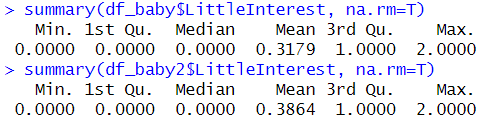 > summary(df_baby$LittleInterest, na.rm=T)
Min. 1st Qu. Median Mean 3rd Qu. Max.
0.0000 0.0000 0.0000 0.3179 1.0000 2.0000
> summary(df_baby2$LittleInterest, na.rm=T)
Min. 1st Qu. Median Mean 3rd Qu. Max.
0.0000 0.0000 0.0000 0.3864 1.0000 2.0000